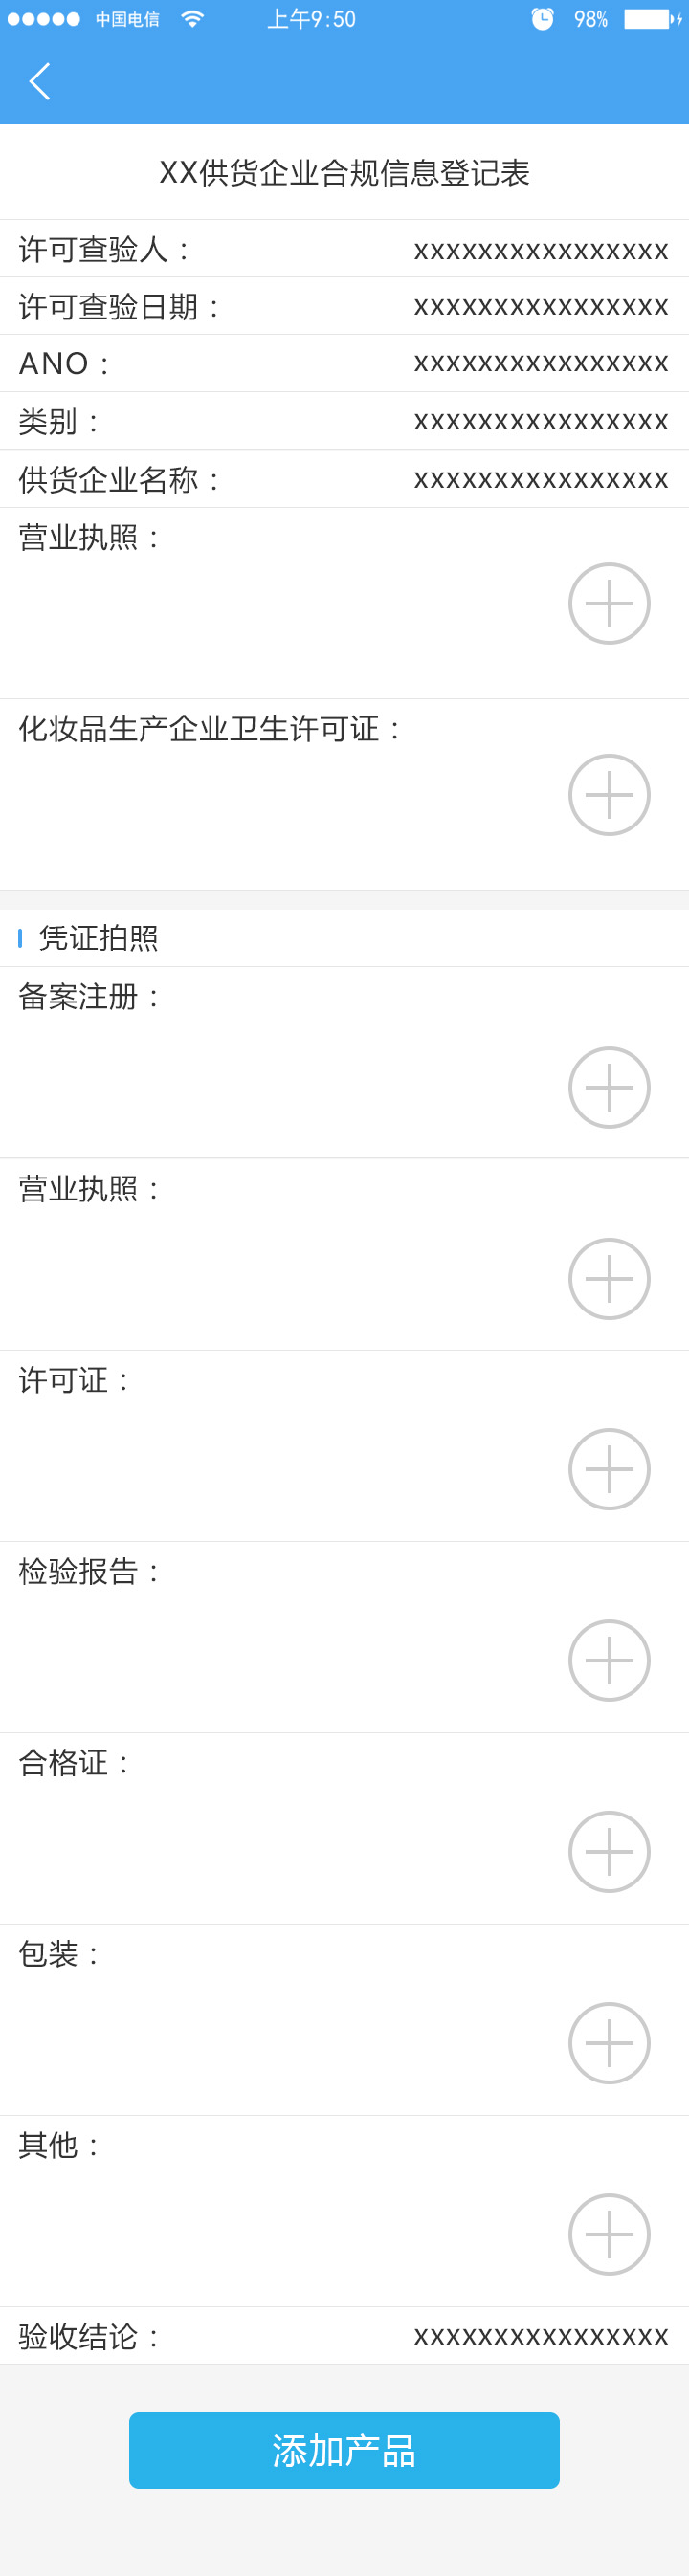 中国电信 上午9:50 98%
XX供货企业合规信息登记表
许可查验人： xxxxxxxxxxxxxxxx
许可查验日期： xxxxxxxxxxxxxxxx
ANO： xxxxxxxxxxxxxxxx
类别： xxxxxxxxxxxxxxxx
供货企业名称： xxxxxxxxxxxxxxxx
营业执照：
化妆品生产企业卫生许可证：
凭证拍照
备案注册：
营业执照：
许可证：
检验报告：
合格证：
包装：
其他：
验收结论： xxxxxxxxxxxxxxxx
添加产品